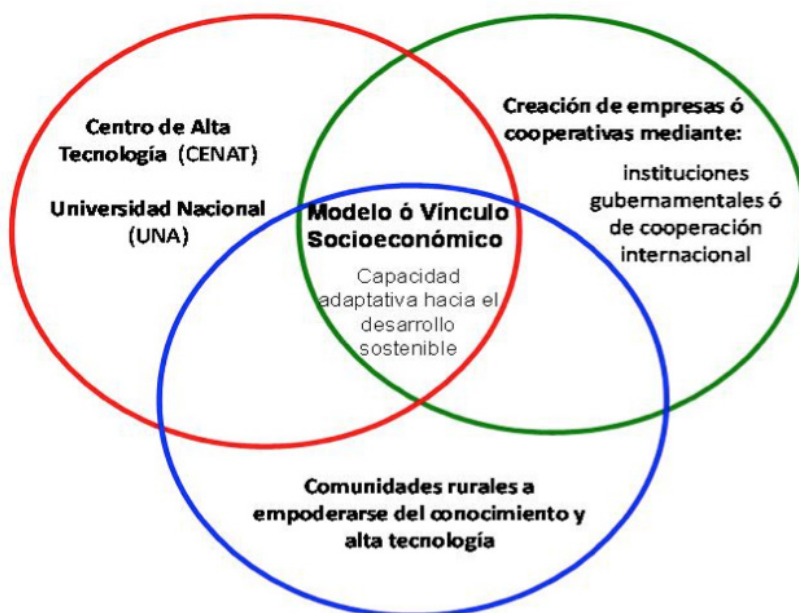 Centro de Alta
Tecnología (CENAT)
Universidad Nacional
(UNA)
Creación de empresas ó
cooperativas mediante:
instituciones
gubernamentales ó
de cooperación
internacional
Modelo ó Vínculo
Socioeconómico
Capacidad
adaptativa hacia el
desarrollo
sostenible
Comunidades rurales a
empoderarse del conocimiento y
alta tecnología